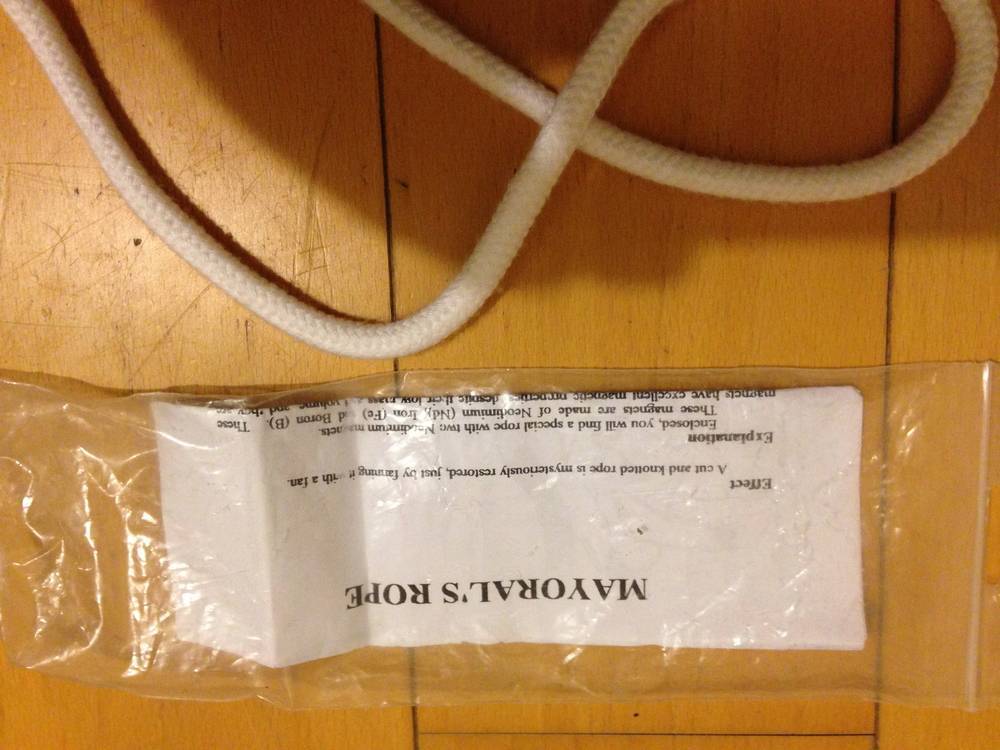 MAYORAL'S ROPE
Effect
A cut and knotted rope is mysteriously restored, just by fanning it with a fan.
Explanation
Enclosed, you will find a special rope with two Neodimium magnets.
These magnets are made of Neodimium (Nd), Iron (Fe) and Boron (B). These
magnets have excellent magnetic properties, despite their low mass and volume and they are